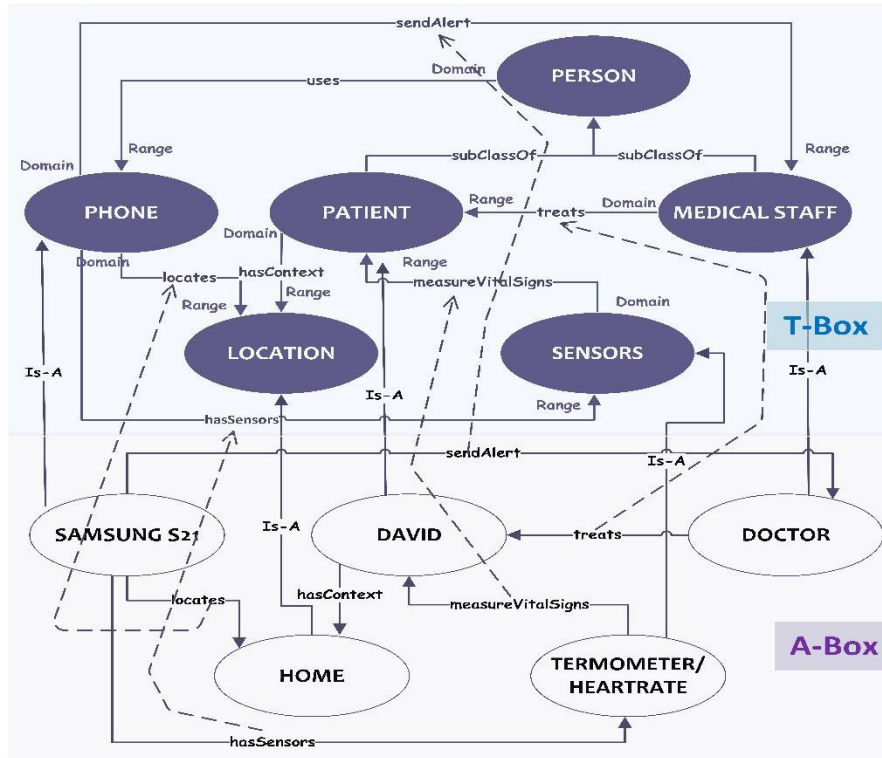 sendAlert
PERSON
Domain
uses
Range
subClassOf
subClassOf
Domain
Range
PHONE
PATIENT
Range
treats
Domain
MEDICAL STAFF
Domain
Domain
Range
locates
hasContext
measureVitalSigns
Range
Range
Domain
T-Box
LOCATION
SENSORS
Is-A
Is-A
Is-A
hasSensors
Range
sendAlert
Is-A
SAMSUNG S21
Is-A
DAVID
treats
DOCTOR
locates
hasContext
measureVitalSigns
HOME
TERMOMETER/
HEARTRATE
A-Box
hasSensors